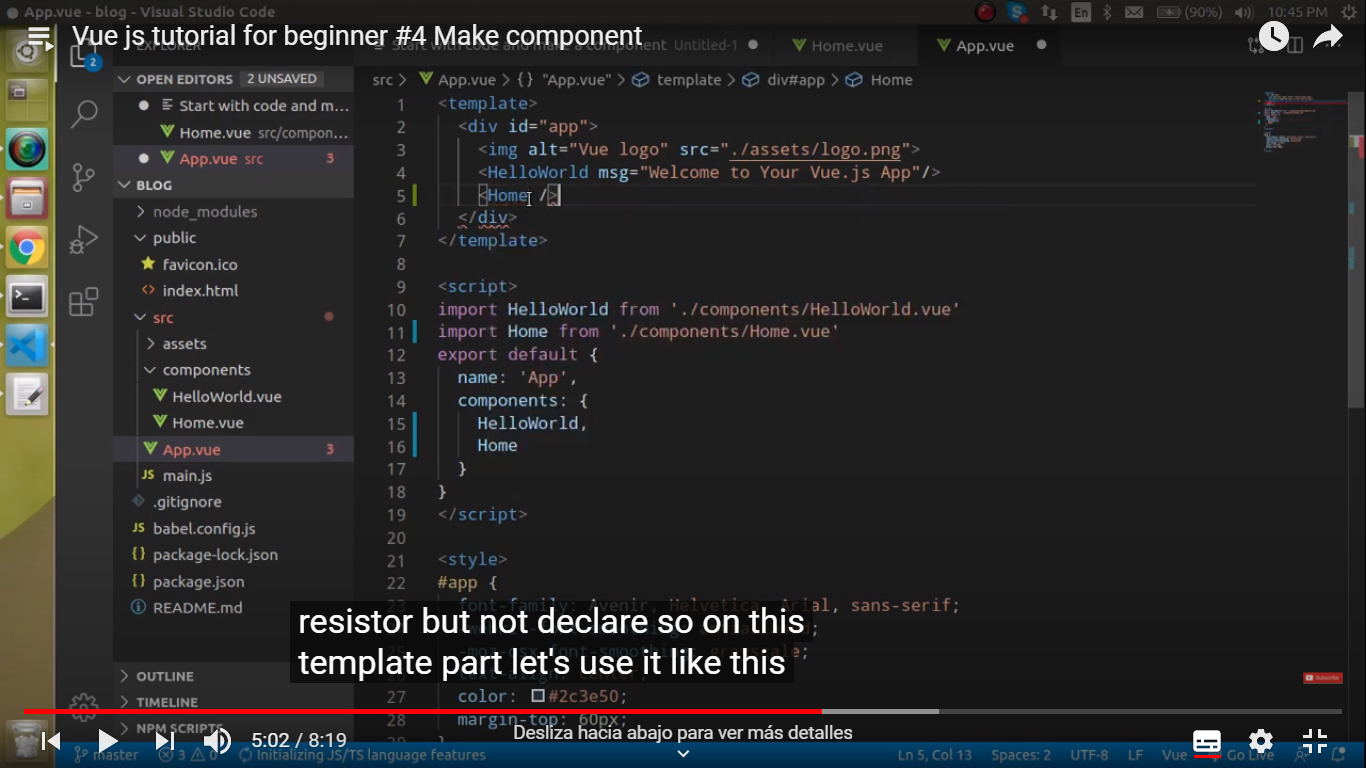 App.vue - blog - Visual Studio Code
En
(90%)
10:45 PM
Vue js tutorial for beginner #4 Make component
EXPLORER
Start with code and make a component Untitled-1
Home.vue
App.vue
2
OPEN EDITORS 2 UNSAVED
Start with code and m...
Home.vue src/compon...
App.vue src 3
BLOG
node_modules
public
favicon.ico
index.html
src
assets
components
HelloWorld.vue
Home.vue
App.vue 3
JS main.js
.gitignore
JS babel.config.js
{} package-lock.json
{} package.json
README.md
OUTLINE
TIMELINE
NPM SCRIPTS
src > App.vue > {} "App.vue" > template > div#app > Home
1 <template>
2 <div id="app">
3 <img alt="Vue logo" src="./assets/logo.png">
4 <HelloWorld msg="Welcome to Your Vue.js App"/>
5 <Home />
6 </div>
7 </template>
8
9 <script>
10 import HelloWorld from './components/HelloWorld.vue'
11 import Home from './components/Home.vue'
12 export default {
13 name: 'App',
14 components: {
15 HelloWorld,
16 Home
17 }
18 }
19 </script>
20
21 <style>
22 #app {
23 font-family: Avenir, Helvetica, Arial, sans-serif;
27 color: #2c3e50;
28 margin-top: 60px;
resistor but not declare so on this
template part let's use it like this
Subscribe
5:02 / 8:19
Desliza hacia abajo para ver más detalles
master
3 0
Initializing JS/TS language features
Ln 5, Col 13 Spaces: 2 UTF-8 LF Vue Go Live